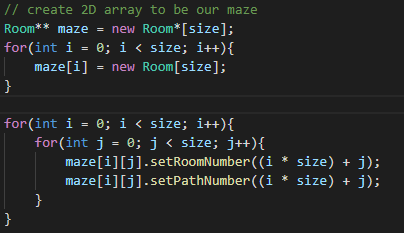 // create 2D array to be our maze
Room** maze = new Room*[size];
for(int i = 0; i < size; i++){
    maze[i] = new Room[size];
}

for(int i = 0; i < size; i++){
    for(int j = 0; j < size; j++){
        maze[i][j].setRoomNumber((i * size) + j);
        maze[i][j].setPathNumber((i * size) + j);
    }
}